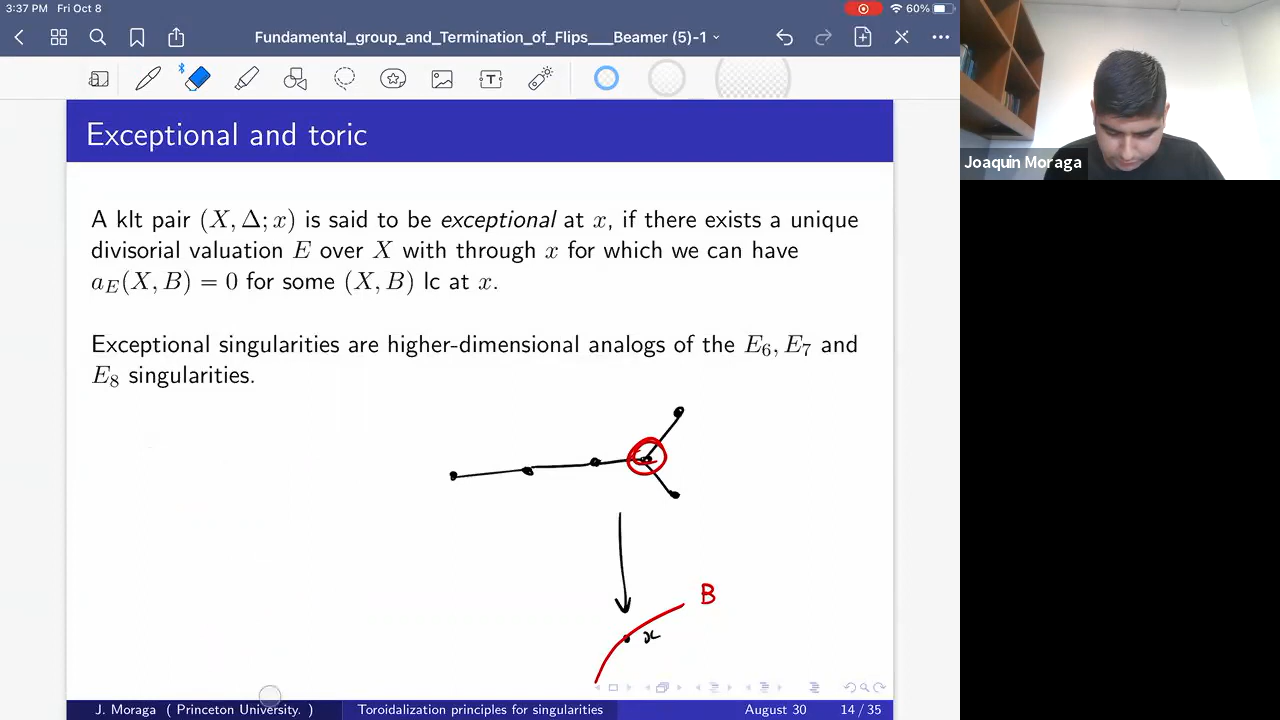 3:37 PM Fri Oct 8
60%
Fundamental_group_and_Termination_of_Flips___Beamer (5)-1
Exceptional and toric
Joaquin Moraga
A klt pair (X, Δ; x) is said to be exceptional at x, if there exists a unique
divisorial valuation E over X with through x for which we can have
a_E(X, B) = 0 for some (X, B) lc at x.
Exceptional singularities are higher-dimensional analogs of the E₆, E₇ and
E₈ singularities.
B
x
J. Moraga ( Princeton University. )
Toroidalization principles for singularities
August 30
14 / 35